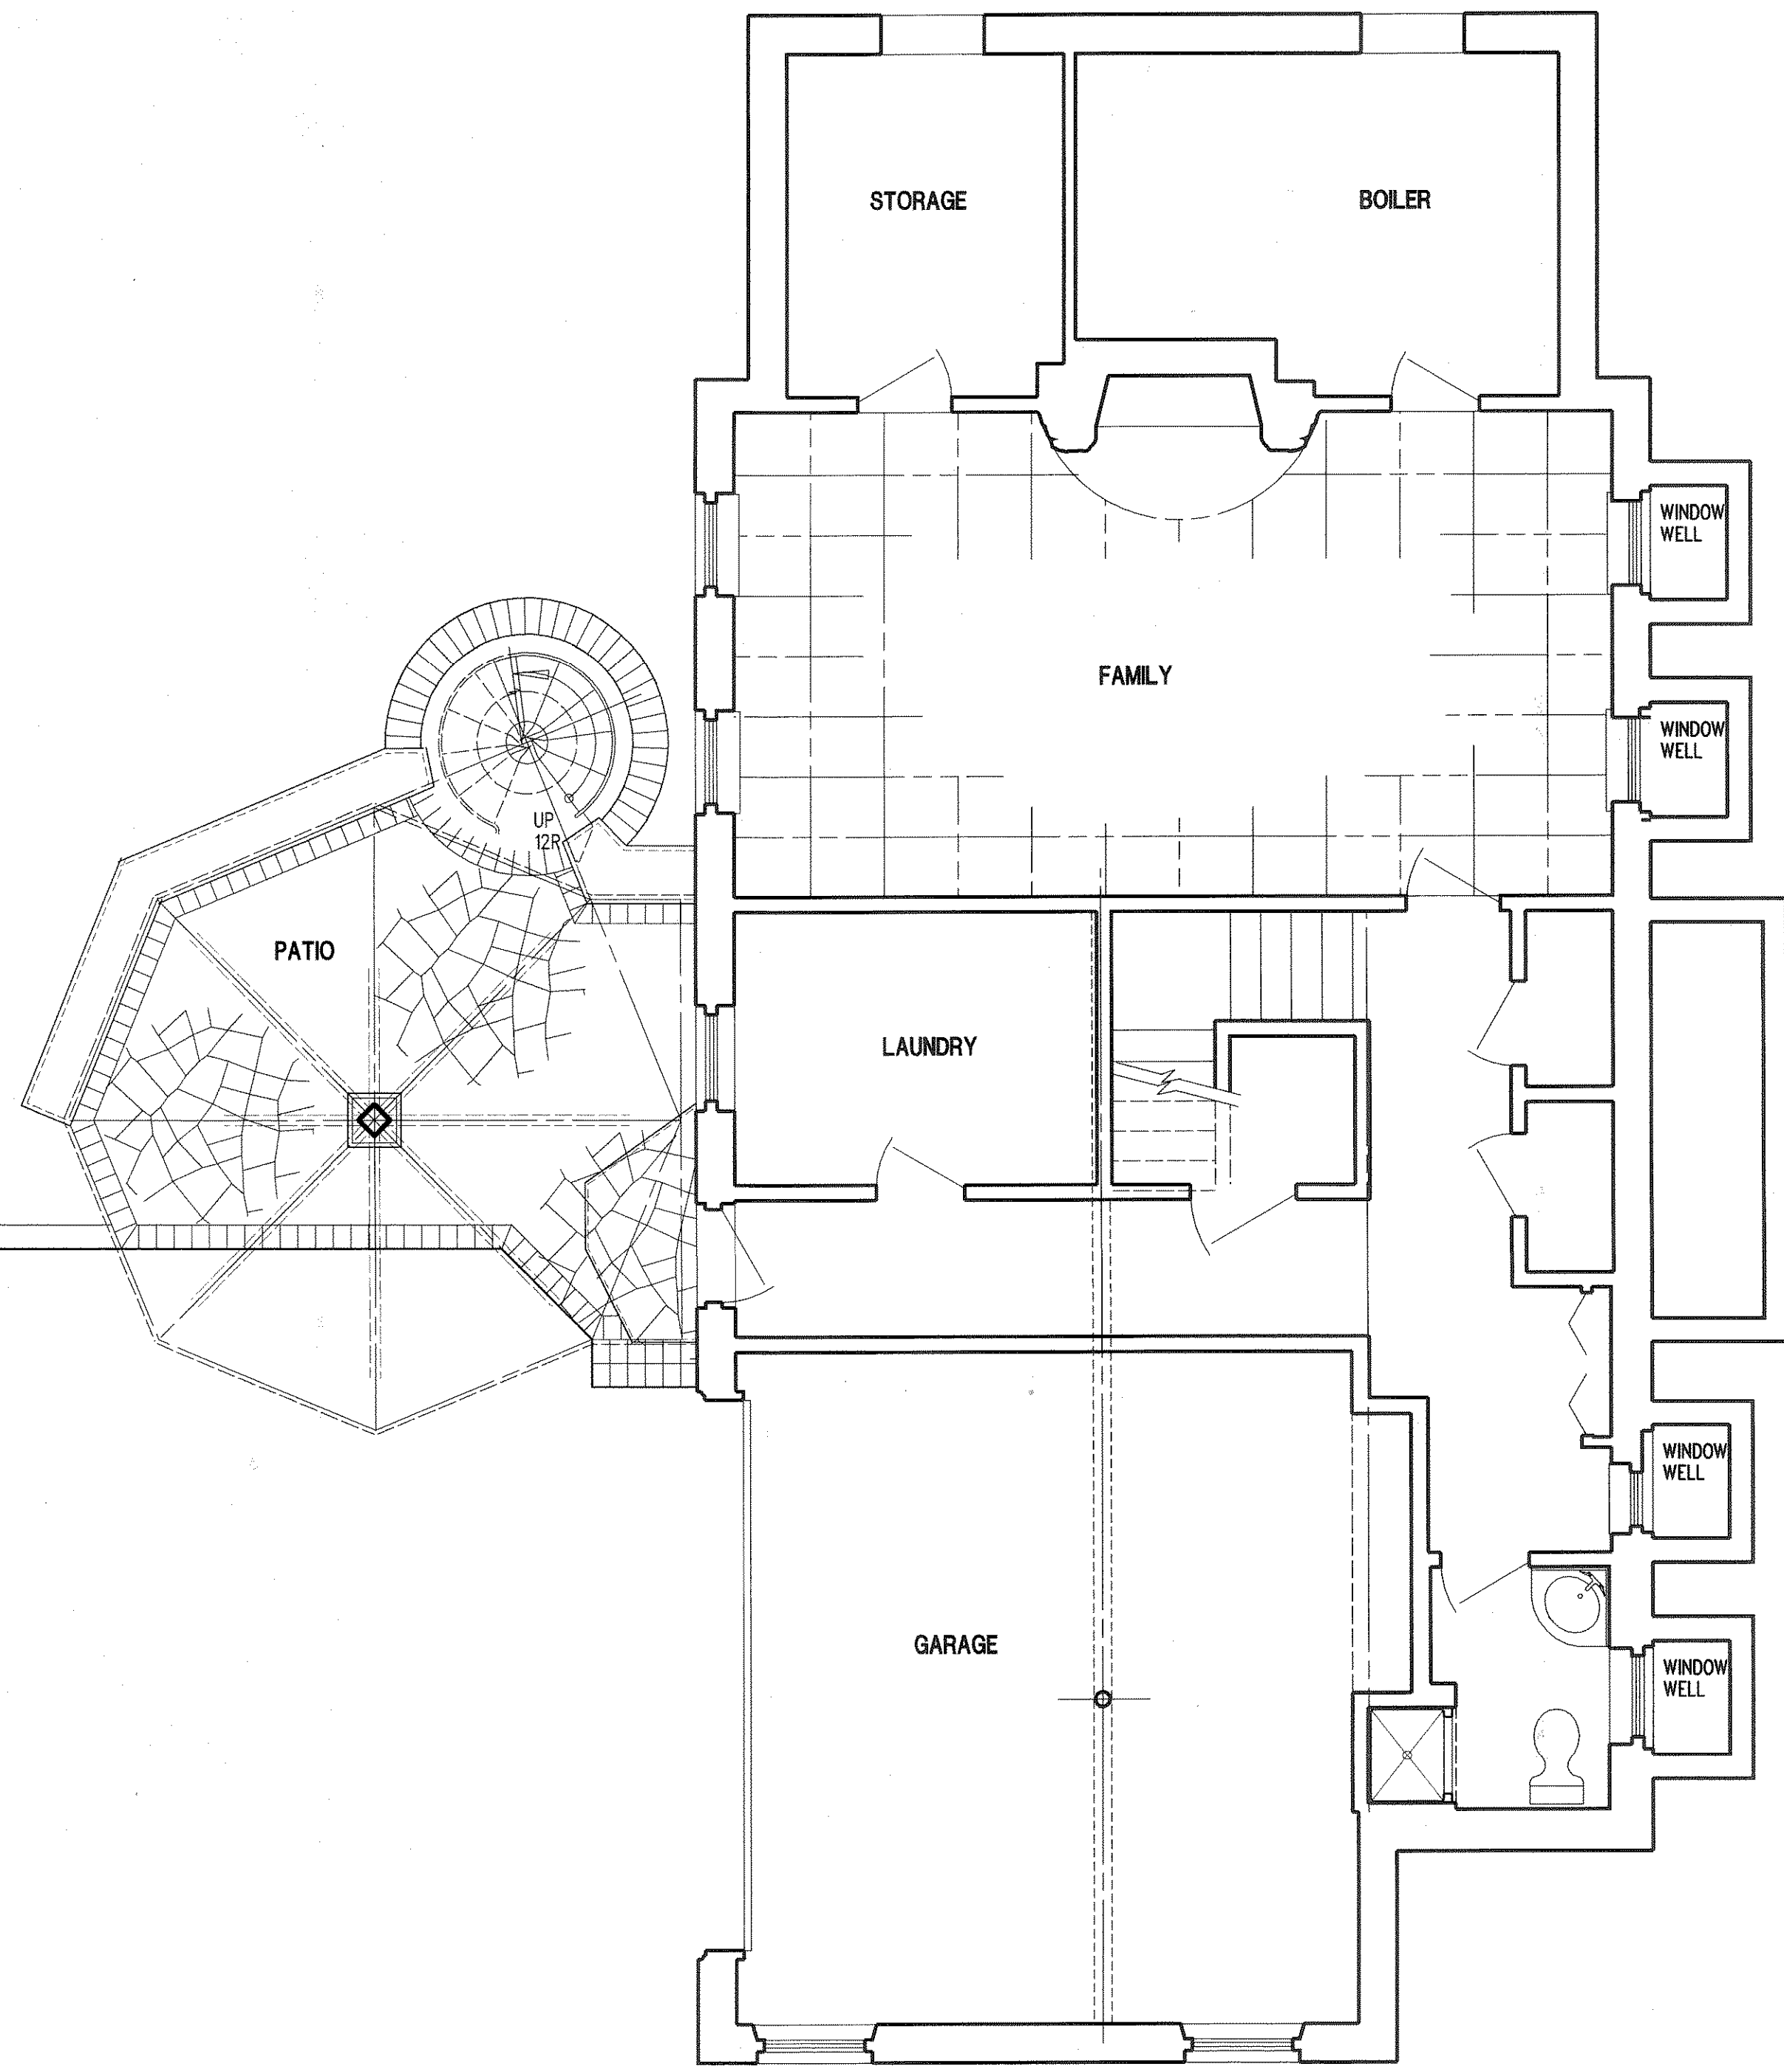 STORAGE
BOILER
WINDOW
WELL
FAMILY
WINDOW
WELL
UP
12R
PATIO
LAUNDRY
WINDOW
WELL
GARAGE
WINDOW
WELL